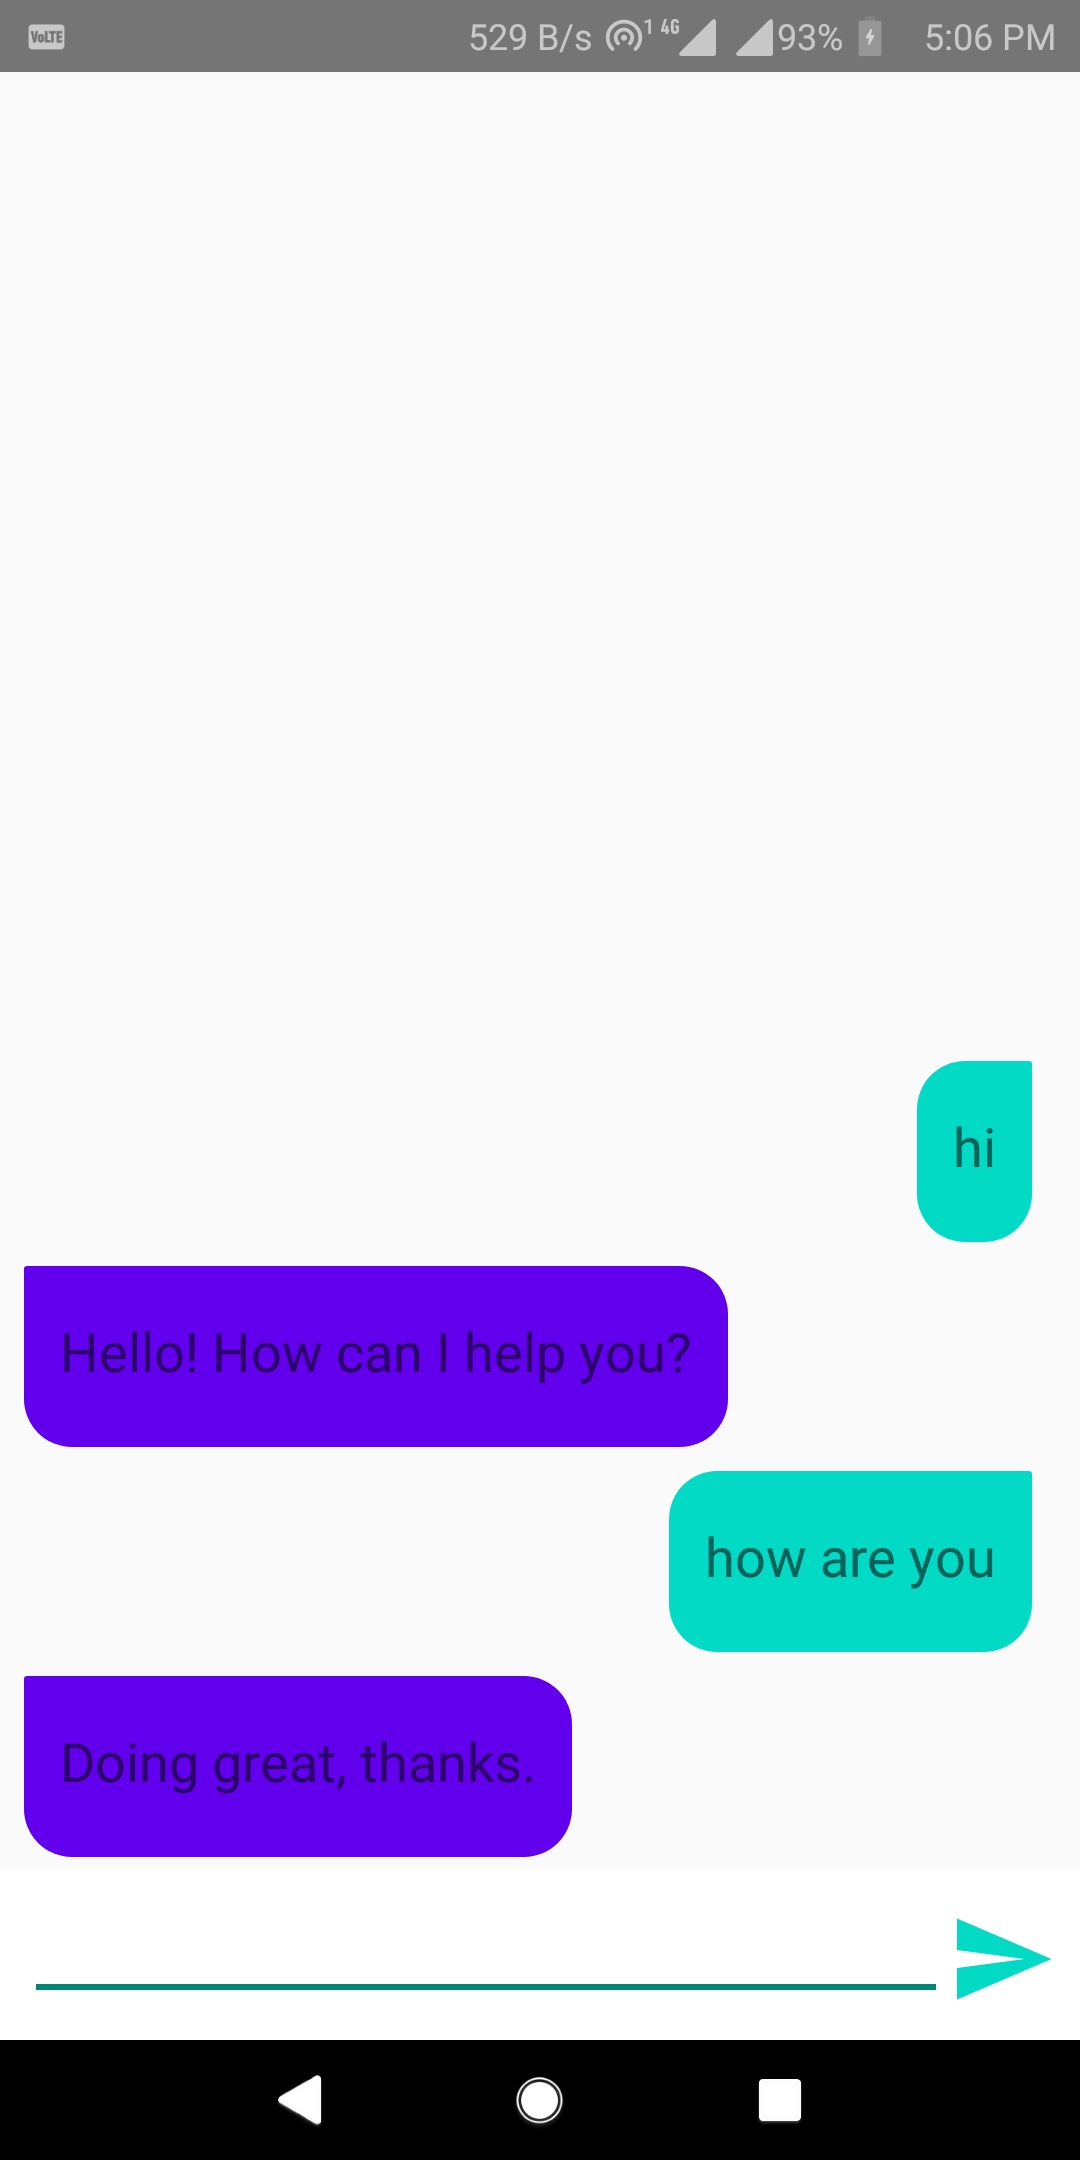 VoLTE 529 B/s 1 4G 93% 5:06 PM
hi
Hello! How can I help you?
how are you
Doing great, thanks.